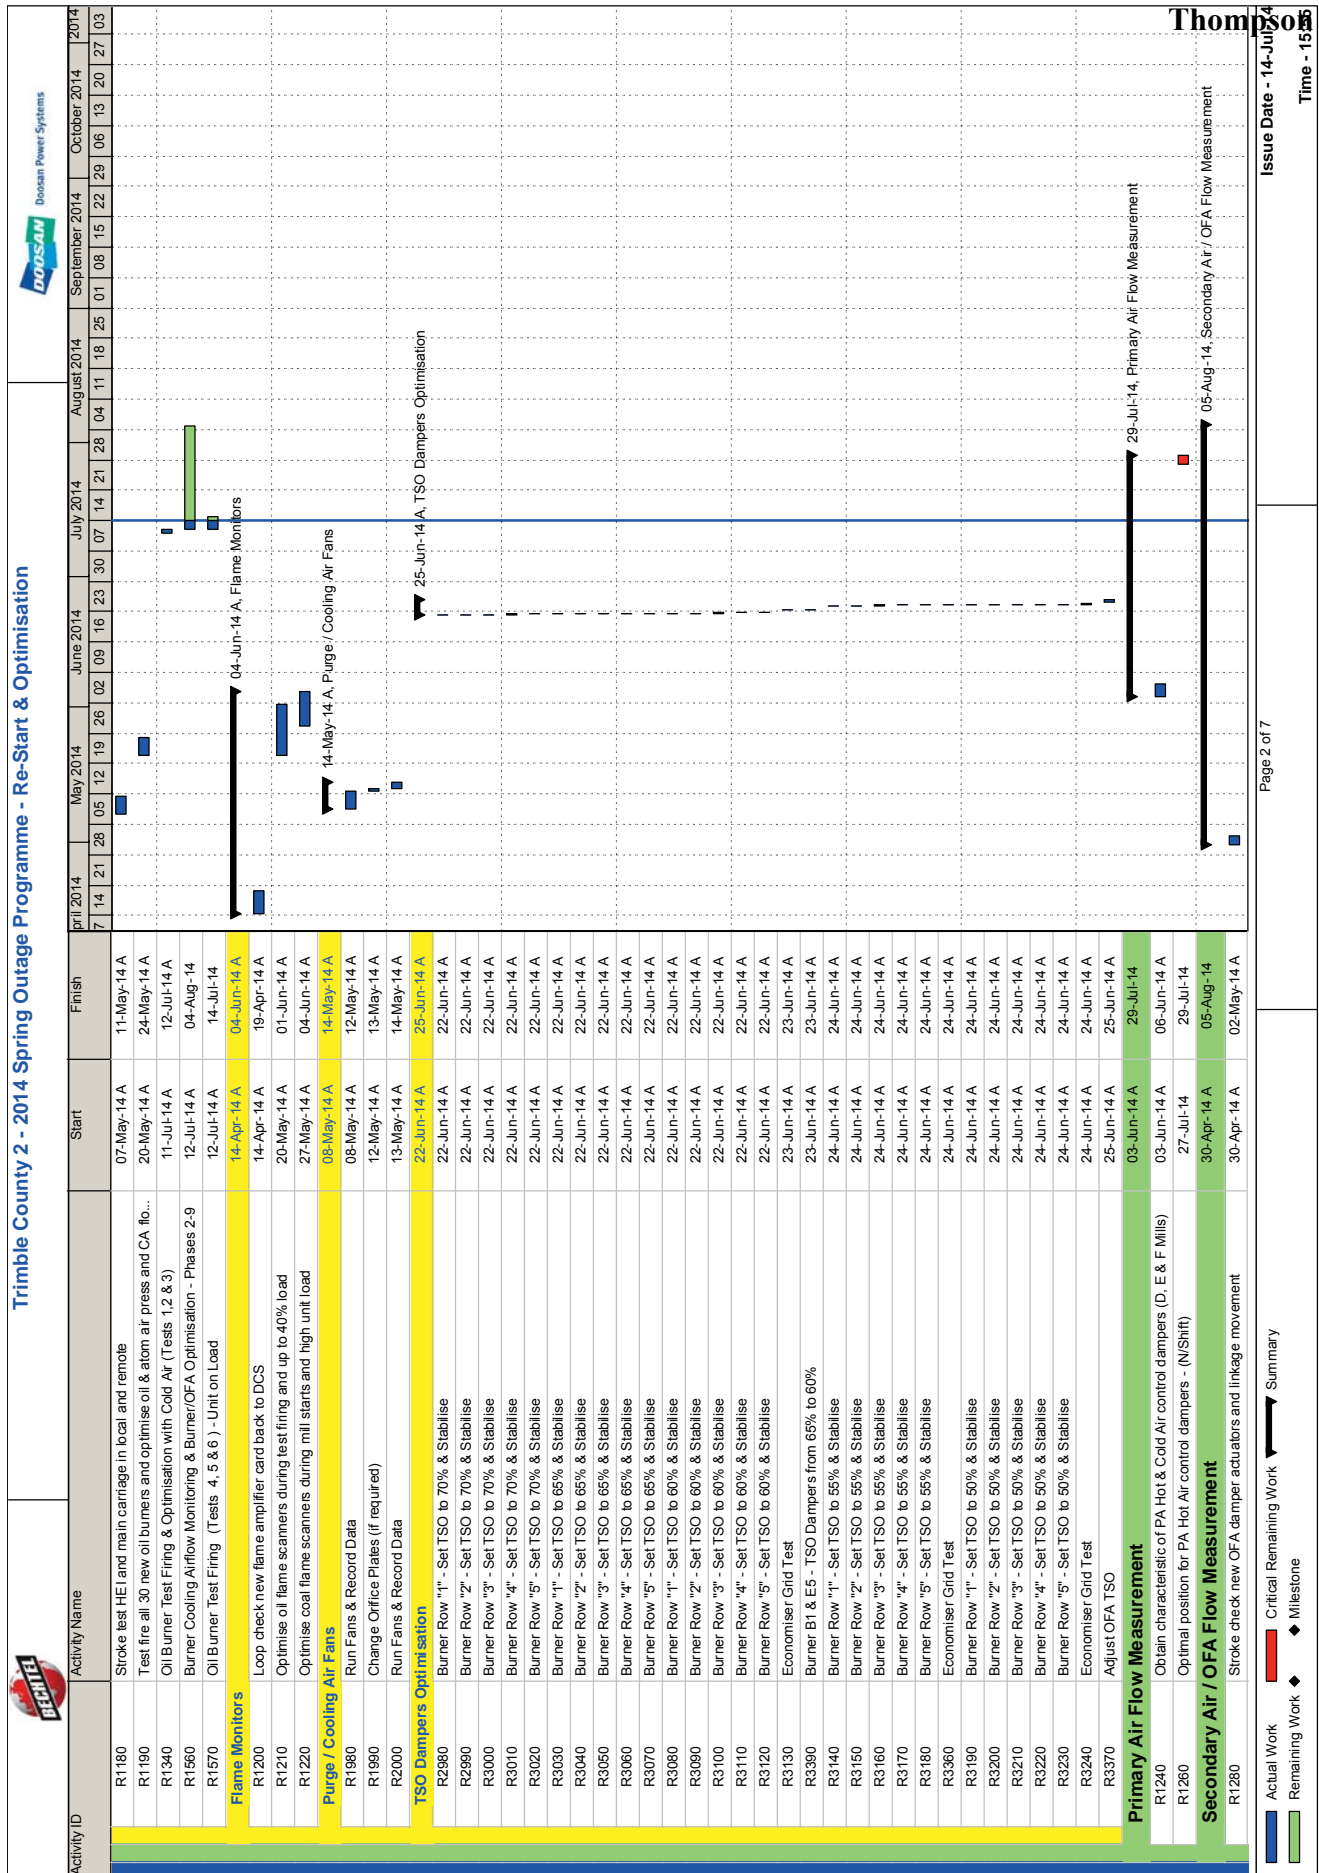 Thompson
Trimble County 2 - 2014 Spring Outage Programme - Re-Start & Optimisation
BECHTEL
DOOSAN Doosan Power Systems
Activity ID Activity Name Start Finish
pril 2014 May 2014 June 2014 July 2014 August 2014 September 2014 October 2014 2014
7 14 21 28 05 12 19 26 02 09 16 23 30 07 14 21 28 04 11 18 25 01 08 15 22 29 06 13 20 27 03
R1180 Stroke test HEI and main carriage in local and remote 07-May-14 A 11-May-14 A
R1190 Test fire all 30 new oil burners and optimise oil & atom air press and CA flo... 20-May-14 A 24-May-14 A
R1340 Oil Burner Test Firing & Optimisation with Cold Air (Tests 1,2 & 3) 11-Jul-14 A 12-Jul-14 A
R1560 Burner Cooling Airflow Monitoring & Burner/OFA Optimisation - Phases 2-9 12-Jul-14 A 04-Aug-14
R1570 Oil Burner Test Firing (Tests 4, 5 & 6 ) - Unit on Load 12-Jul-14 A 14-Jul-14
Flame Monitors 14-Apr-14 A 04-Jun-14 A 04-Jun-14 A, Flame Monitors
R1200 Loop check new flame amplifier card back to DCS 14-Apr-14 A 19-Apr-14 A
R1210 Optimise oil flame scanners during test firing and up to 40% load 20-May-14 A 01-Jun-14 A
R1220 Optimise coal flame scanners during mill starts and high unit load 27-May-14 A 04-Jun-14 A
Purge / Cooling Air Fans 08-May-14 A 14-May-14 A 14-May-14 A, Purge / Cooling Air Fans
R1980 Run Fans & Record Data 08-May-14 A 12-May-14 A
R1990 Change Orifice Plates (if required) 12-May-14 A 13-May-14 A
R2000 Run Fans & Record Data 13-May-14 A 14-May-14 A
TSO Dampers Optimisation 22-Jun-14 A 25-Jun-14 A 25-Jun-14 A, TSO Dampers Optimisation
R2980 Burner Row "1" - Set TSO to 70% & Stabilise 22-Jun-14 A 22-Jun-14 A
R2990 Burner Row "2" - Set TSO to 70% & Stabilise 22-Jun-14 A 22-Jun-14 A
R3000 Burner Row "3" - Set TSO to 70% & Stabilise 22-Jun-14 A 22-Jun-14 A
R3010 Burner Row "4" - Set TSO to 70% & Stabilise 22-Jun-14 A 22-Jun-14 A
R3020 Burner Row "5" - Set TSO to 70% & Stabilise 22-Jun-14 A 22-Jun-14 A
R3030 Burner Row "1" - Set TSO to 65% & Stabilise 22-Jun-14 A 22-Jun-14 A
R3040 Burner Row "2" - Set TSO to 65% & Stabilise 22-Jun-14 A 22-Jun-14 A
R3050 Burner Row "3" - Set TSO to 65% & Stabilise 22-Jun-14 A 22-Jun-14 A
R3060 Burner Row "4" - Set TSO to 65% & Stabilise 22-Jun-14 A 22-Jun-14 A
R3070 Burner Row "5" - Set TSO to 65% & Stabilise 22-Jun-14 A 22-Jun-14 A
R3080 Burner Row "1" - Set TSO to 60% & Stabilise 22-Jun-14 A 22-Jun-14 A
R3090 Burner Row "2" - Set TSO to 60% & Stabilise 22-Jun-14 A 22-Jun-14 A
R3100 Burner Row "3" - Set TSO to 60% & Stabilise 22-Jun-14 A 22-Jun-14 A
R3110 Burner Row "4" - Set TSO to 60% & Stabilise 22-Jun-14 A 22-Jun-14 A
R3120 Burner Row "5" - Set TSO to 60% & Stabilise 22-Jun-14 A 22-Jun-14 A
R3130 Economiser Grid Test 23-Jun-14 A 23-Jun-14 A
R3390 Burner B1 & E5 - TSO Dampers from 65% to 60% 23-Jun-14 A 23-Jun-14 A
R3140 Burner Row "1" - Set TSO to 55% & Stabilise 24-Jun-14 A 24-Jun-14 A
R3150 Burner Row "2" - Set TSO to 55% & Stabilise 24-Jun-14 A 24-Jun-14 A
R3160 Burner Row "3" - Set TSO to 55% & Stabilise 24-Jun-14 A 24-Jun-14 A
R3170 Burner Row "4" - Set TSO to 55% & Stabilise 24-Jun-14 A 24-Jun-14 A
R3180 Burner Row "5" - Set TSO to 55% & Stabilise 24-Jun-14 A 24-Jun-14 A
R3360 Economiser Grid Test 24-Jun-14 A 24-Jun-14 A
R3190 Burner Row "1" - Set TSO to 50% & Stabilise 24-Jun-14 A 24-Jun-14 A
R3200 Burner Row "2" - Set TSO to 50% & Stabilise 24-Jun-14 A 24-Jun-14 A
R3210 Burner Row "3" - Set TSO to 50% & Stabilise 24-Jun-14 A 24-Jun-14 A
R3220 Burner Row "4" - Set TSO to 50% & Stabilise 24-Jun-14 A 24-Jun-14 A
R3230 Burner Row "5" - Set TSO to 50% & Stabilise 24-Jun-14 A 24-Jun-14 A
R3240 Economiser Grid Test 24-Jun-14 A 24-Jun-14 A
R3370 Adjust OFA TSO 25-Jun-14 A 25-Jun-14 A
Primary Air Flow Measurement 03-Jun-14 A 29-Jul-14 29-Jul-14, Primary Air Flow Measurement
R1240 Obtain characteristic of PA Hot & Cold Air control dampers (D, E & F Mills) 03-Jun-14 A 06-Jun-14 A
R1260 Optimal position for PA Hot Air control dampers - (N/Shift) 27-Jul-14 29-Jul-14
Secondary Air / OFA Flow Measurement 30-Apr-14 A 05-Aug-14 05-Aug-14, Secondary Air / OFA Flow Measurement
R1280 Stroke check new OFA damper actuators and linkage movement 30-Apr-14 A 02-May-14 A
Actual Work Critical Remaining Work Summary
Remaining Work Milestone
Page 2 of 7
Issue Date - 14-Jul-14
Time - 15: